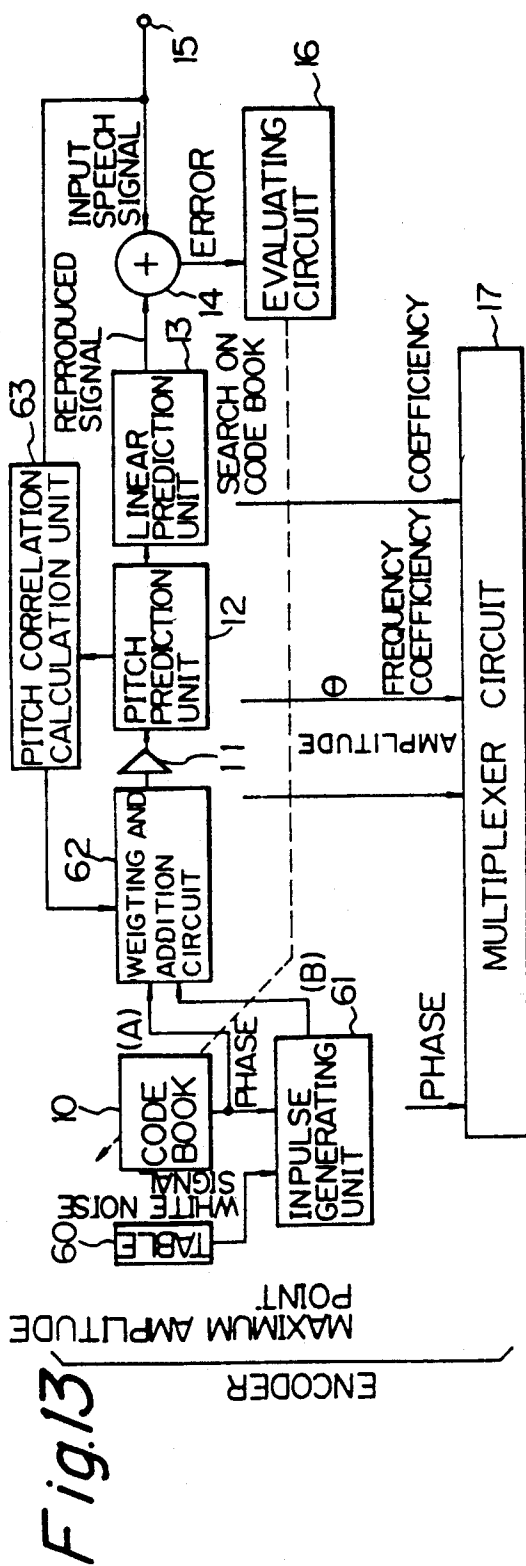 Fig.13
ENCODER
MAXIMUM AMPLITUDE
POINT
60
TABLE
WHITE NOISE
SIGNAL
10
CODE
BOOK
PHASE
(A)
(B)
61
INPULSE
GENERATING
UNIT
62
WEIGTING AND
ADDITION
CIRCUIT
11
63
PITCH CORRELATION
CALCULATION UNIT
PITCH
PREDICTION
UNIT
12
LINEAR
PREDICTION
UNIT
13
REPRODUCED
SIGNAL
INPUT
SPEECH
SIGNAL
15
+
14
ERROR
EVALUATING
CIRCUIT
16
SEARCH ON
CODE BOOK
PHASE
AMPLITUDE
θ
FREQUENCY
COEFFICIENCY
COEFFICIENCY
MULTIPLEXER CIRCUIT
17